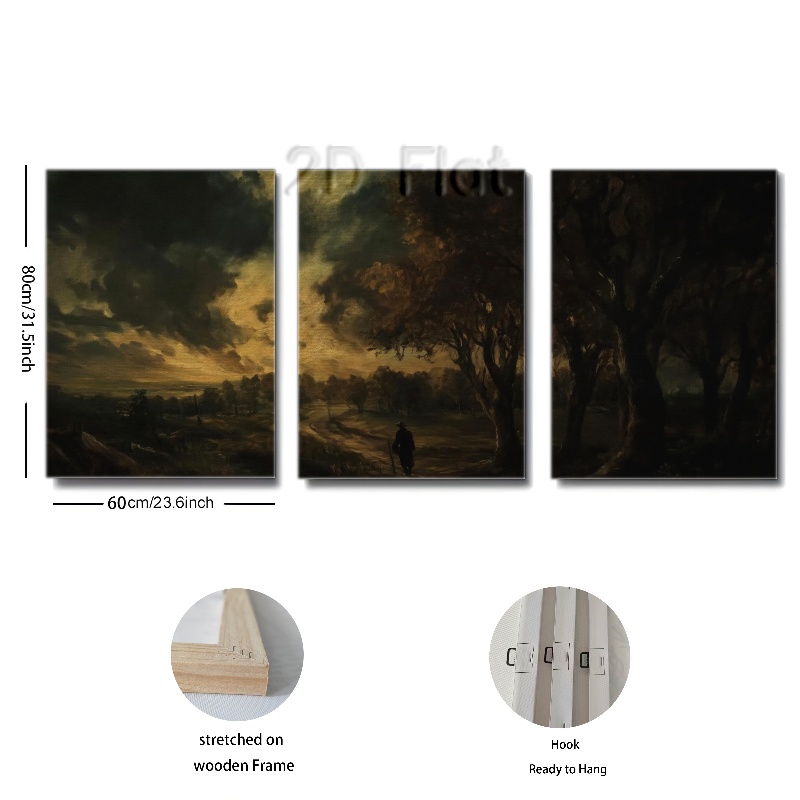 2D Flat
80cm/31.5inch
60cm/23.6inch
stretched on
wooden Frame
Hook
Ready to Hang